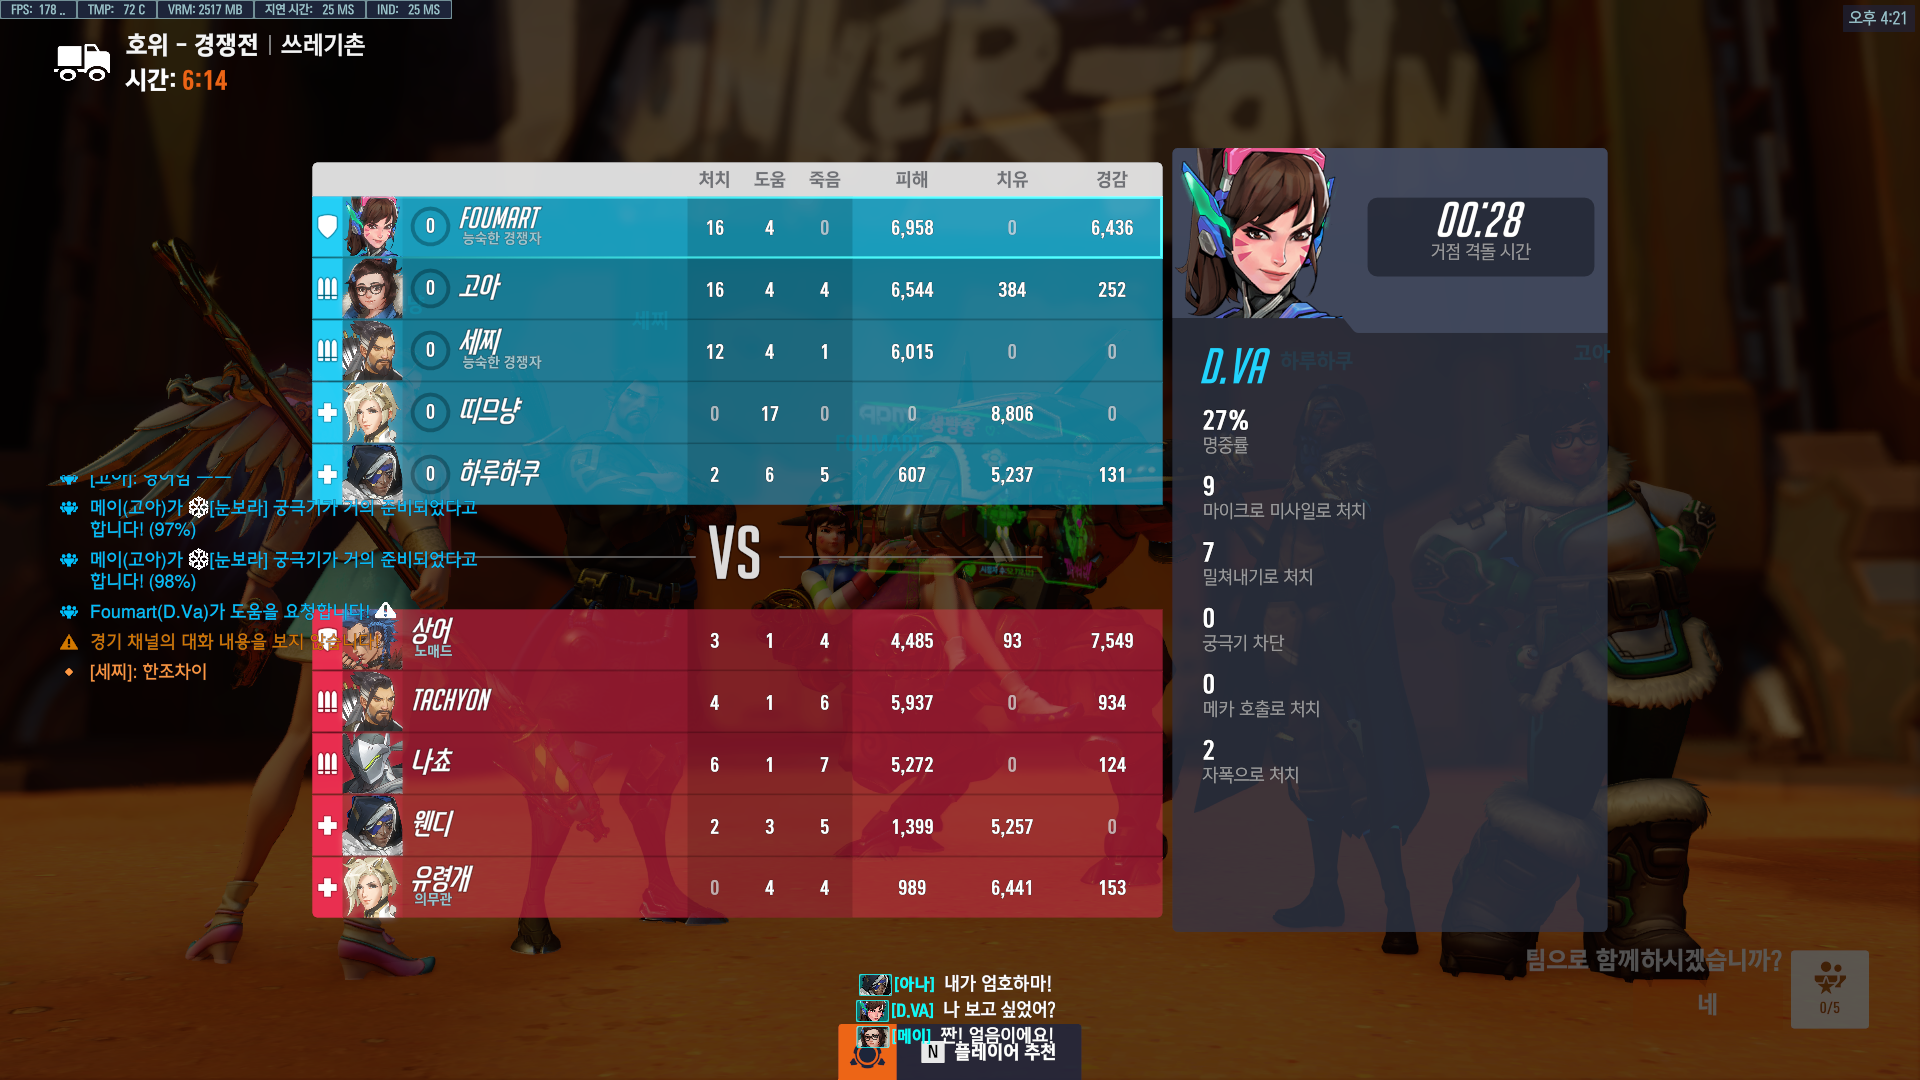 FPS: 178 .. TMP: 72 C VRM: 2517 MB 지연 시간: 25 MS IND: 25 MS
오후 4:21
호위 - 경쟁전 | 쓰레기촌
시간: 6:14
JUNKERTOWN
처치 도움 죽음 피해 치유 경감
0 FOUMART 16 4 0 6,958 0 6,436
능숙한 경쟁자
0 고아 16 4 4 6,544 384 252
0 세찌 12 4 1 6,015 0 0
능숙한 경쟁자
0 띠므냥 0 17 0 0 8,806 0
0 하루하쿠 2 6 5 607 5,237 131
세찌
하루하쿠
고아
VS
상어 3 1 4 4,485 93 7,549
노매드
TACHYON 4 1 6 5,937 0 934
나쵸 6 1 7 5,272 0 124
웬디 2 3 5 1,399 5,257 0
유령개 0 4 4 989 6,441 153
의무관
00:28
거점 격돌 시간
D.VA
27%
명중률
9
마이크로 미사일로 처치
7
밀쳐내기로 처치
0
궁극기 차단
0
메카 호출로 처치
2
자폭으로 처치
메이(고아)가 [눈보라] 궁극기가 거의 준비되었다고
합니다! (97%)
메이(고아)가 [눈보라] 궁극기가 거의 준비되었다고
합니다! (98%)
Foumart(D.Va)가 도움을 요청합니다!
경기 채널의 대화 내용을 보지 않습니다.
[세찌]: 한조차이
[아나] 내가 엄호하마!
[D.VA] 나 보고 싶었어?
[메이] 짠! 얼음이에요!
N 플레이어 추천
팀으로 함께하시겠습니까?
네
0/5